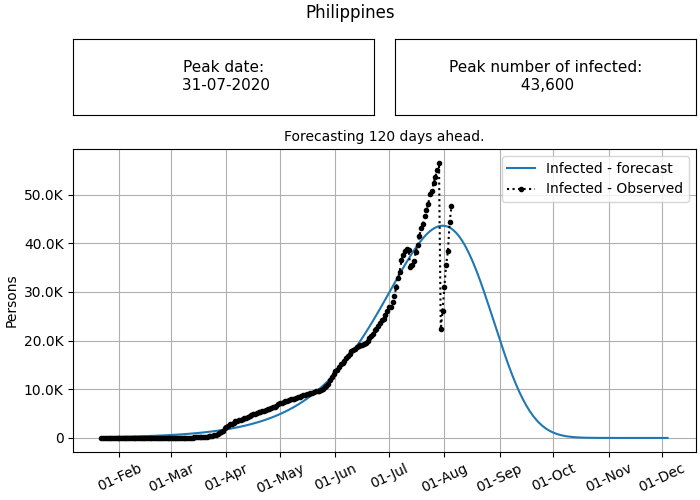 Philippines
Peak date:
31-07-2020
Peak number of infected:
43,600
Forecasting 120 days ahead.
Infected - forecast
Infected - Observed
Persons
50.0K
40.0K
30.0K
20.0K
10.0K
0
01-Feb
01-Mar
01-Apr
01-May
01-Jun
01-Jul
01-Aug
01-Sep
01-Oct
01-Nov
01-Dec